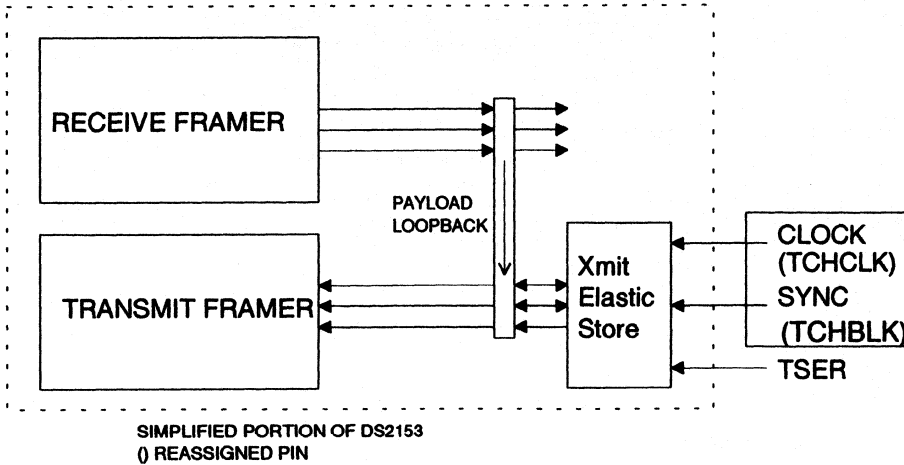 RECEIVE FRAMER
PAYLOAD
LOOPBACK
TRANSMIT FRAMER
Xmit
Elastic
Store
CLOCK
(TCHCLK)
SYNC
(TCHBLK)
TSER
SIMPLIFIED PORTION OF DS2153
() REASSIGNED PIN